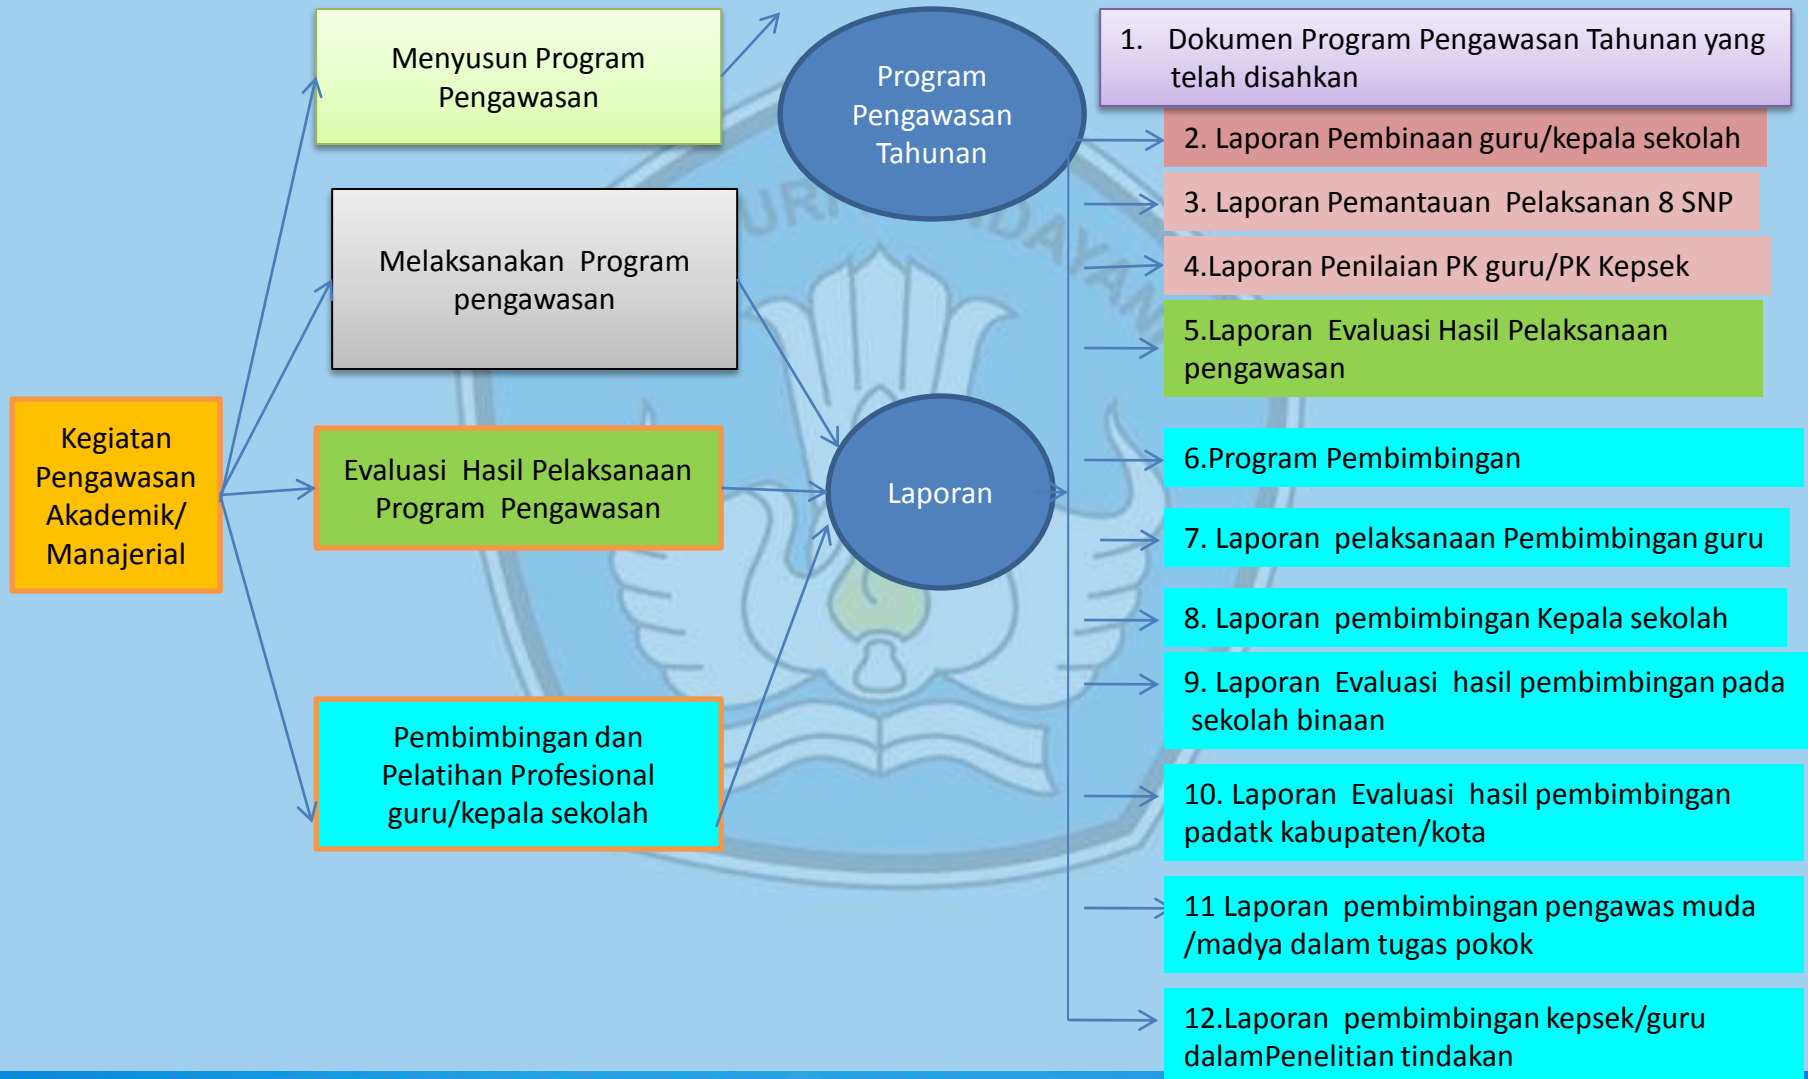 Menyusun Program
Pengawasan
Melaksanakan Program
pengawasan
Kegiatan
Pengawasan
Akademik/
Manajerial
Evaluasi Hasil Pelaksanaan
Program Pengawasan
Pembimbingan dan
Pelatihan Profesional
guru/kepala sekolah
Program
Pengawasan
Tahunan
Laporan
1. Dokumen Program Pengawasan Tahunan yang
telah disahkan
2. Laporan Pembinaan guru/kepala sekolah
3. Laporan Pemantauan Pelaksanan 8 SNP
4.Laporan Penilaian PK guru/PK Kepsek
5.Laporan Evaluasi Hasil Pelaksanaan
pengawasan
6.Program Pembimbingan
7. Laporan pelaksanaan Pembimbingan guru
8. Laporan pembimbingan Kepala sekolah
9. Laporan Evaluasi hasil pembimbingan pada
sekolah binaan
10. Laporan Evaluasi hasil pembimbingan
padatk kabupaten/kota
11 Laporan pembimbingan pengawas muda
/madya dalam tugas pokok
12.Laporan pembimbingan kepsek/guru
dalamPenelitian tindakan